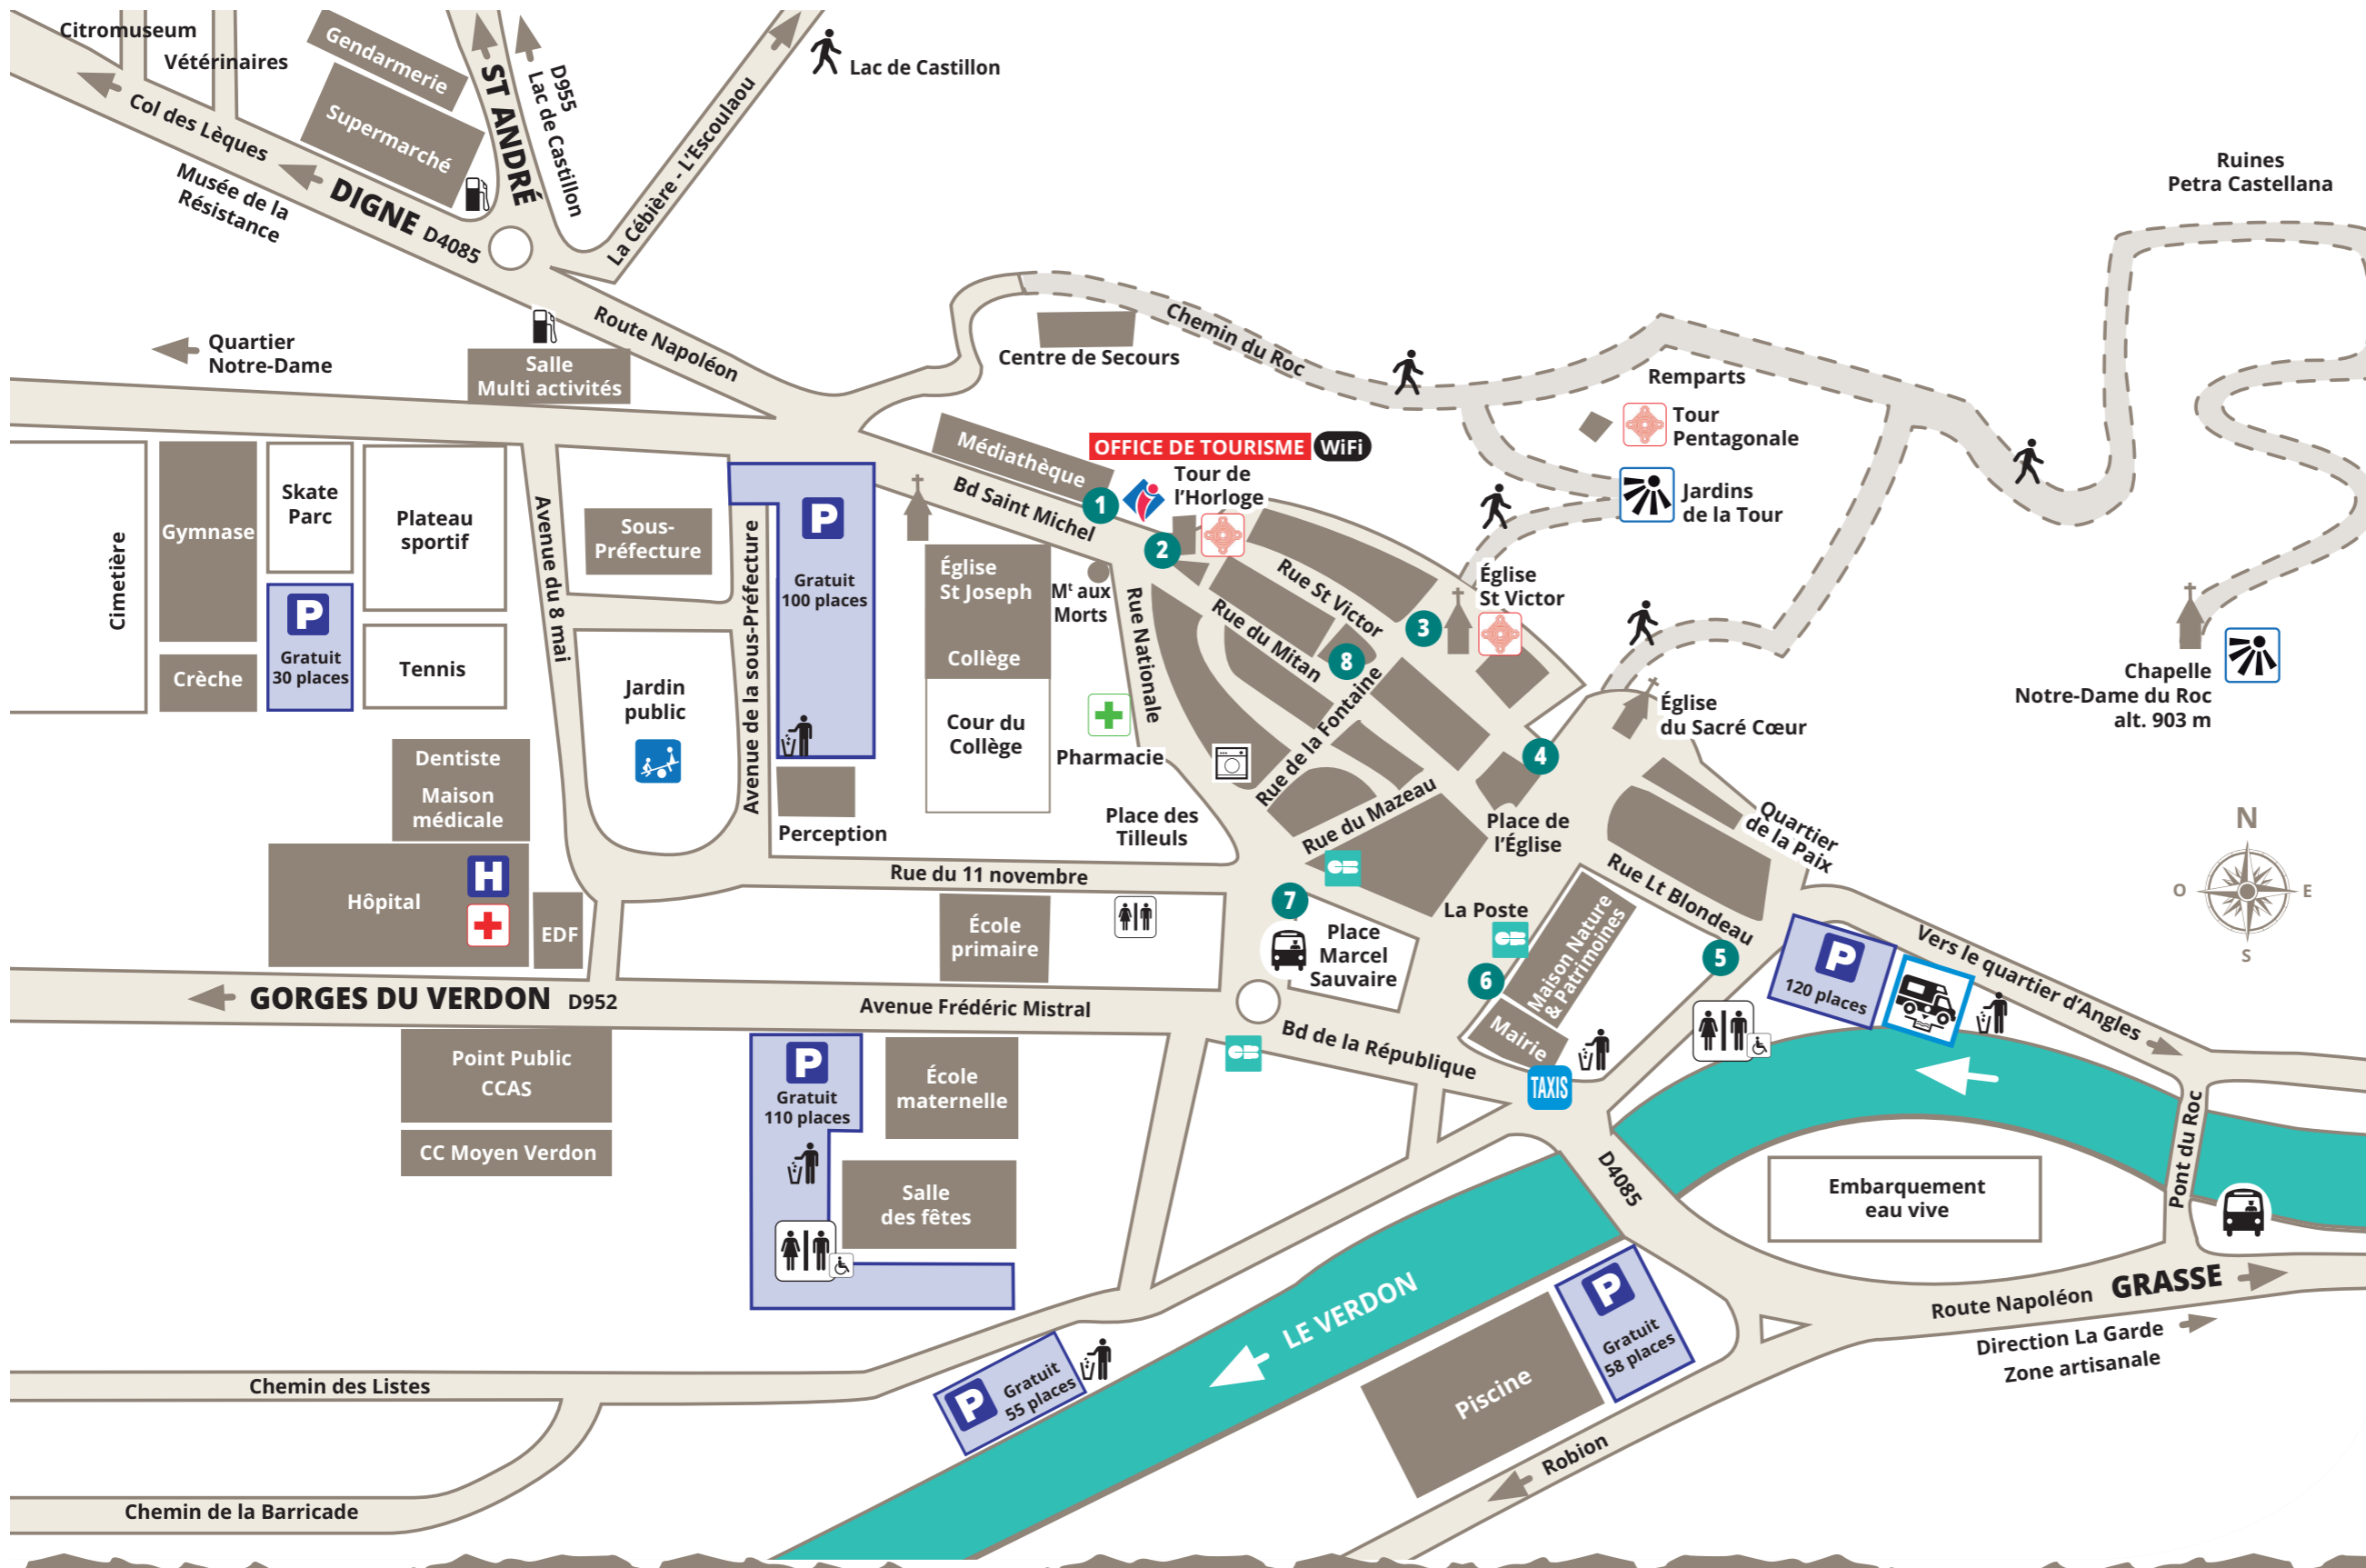 Citromuseum
Vétérinaires
Gendarmerie
Supermarché
Col des Lèques
Musée de la
Résistance
DIGNE D4085
ST ANDRÉ
D955
Lac de Castillon
La Cébière - L'Escoulaou
Lac de Castillon
Ruines
Petra Castellana
Quartier
Notre-Dame
Salle
Multi activités
Route Napoléon
Centre de Secours
Chemin du Roc
Remparts
Tour
Pentagonale
Jardins
de la Tour
Médiathèque
OFFICE DE TOURISME WiFi
Tour de
l'Horloge
Bd Saint Michel
1
2
3
4
5
6
7
8
Cimetière
Gymnase
Skate
Parc
Plateau
sportif
P
Gratuit
30 places
Crèche
Tennis
Avenue du 8 mai
Sous-
Préfecture
Avenue de la sous-Préfecture
P
Gratuit
100 places
Jardin
public
Église
St Joseph
Collège
Cour du
Collège
Mt aux
Morts
Rue Nationale
Pharmacie
Rue St Victor
Rue du Mitan
Rue de la Fontaine
Rue du Mazeau
Église
St Victor
Église
du Sacré Cœur
Chapelle
Notre-Dame du Roc
alt. 903 m
Dentiste
Maison
médicale
Hôpital
H
EDF
Perception
Place des
Tilleuls
Rue du 11 novembre
École
primaire
Place de
l'Église
Quartier
de la Paix
Rue Lt Blondeau
La Poste
Place
Marcel
Sauvaire
Maison Nature
& Patrimoines
Mairie
TAXIS
P
120 places
Vers le quartier d'Angles
N
O
E
S
GORGES DU VERDON D952
Avenue Frédéric Mistral
Bd de la République
Point Public
CCAS
CC Moyen Verdon
P
Gratuit
110 places
École
maternelle
Salle
des fêtes
D4085
Embarquement
eau vive
Pont du Roc
LE VERDON
P
Gratuit
58 places
Piscine
Route Napoléon GRASSE
Direction La Garde
Zone artisanale
Robion
P
Gratuit
55 places
Chemin des Listes
Chemin de la Barricade